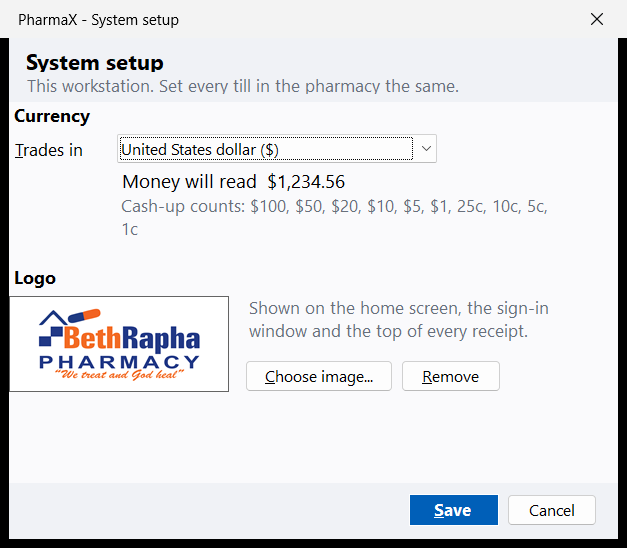 PharmaX - System setup
System setup
This workstation. Set every till in the pharmacy the same.
Currency
Trades in
United States dollar ($)
Money will read $1,234.56
Cash-up counts: $100, $50, $20, $10, $5, $1, 25c, 10c, 5c,
1c
Logo
BethRapha
PHARMACY
"We treat and God heal"
Shown on the home screen, the sign-in
window and the top of every receipt.
Choose image...
Remove
Save
Cancel